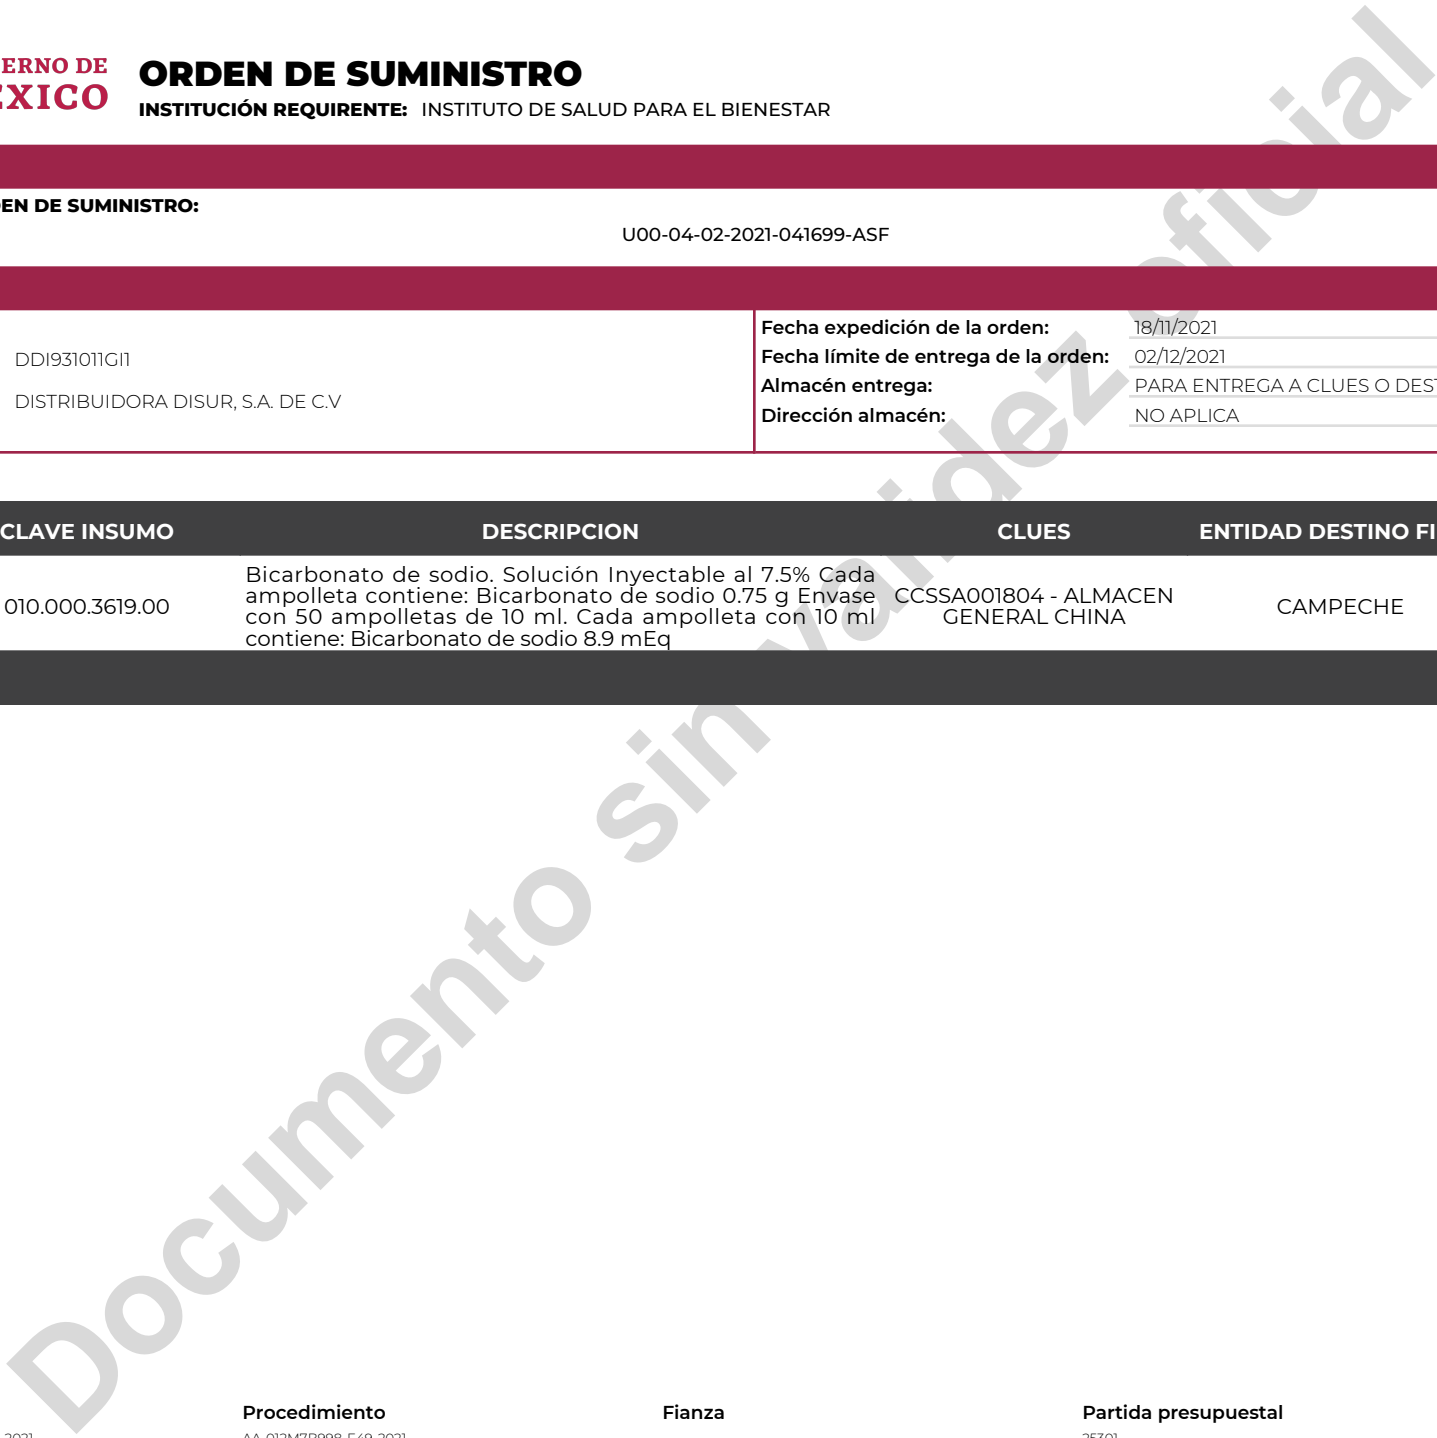 ERNO DE
EXICO
ORDEN DE SUMINISTRO
INSTITUCIÓN REQUIRENTE: INSTITUTO DE SALUD PARA EL BIENESTAR
EN DE SUMINISTRO:
U00-04-02-2021-041699-ASF
DDI931011GI1
DISTRIBUIDORA DISUR, S.A. DE C.V
Fecha expedición de la orden: 18/11/2021
Fecha límite de entrega de la orden: 02/12/2021
Almacén entrega: PARA ENTREGA A CLUES O DEST
Dirección almacén: NO APLICA
CLAVE INSUMO DESCRIPCION CLUES ENTIDAD DESTINO FI
010.000.3619.00
Bicarbonato de sodio. Solución Inyectable al 7.5% Cada
ampolleta contiene: Bicarbonato de sodio 0.75 g Envase
con 50 ampolletas de 10 ml. Cada ampolleta con 10 ml
contiene: Bicarbonato de sodio 8.9 mEq
CCSSA001804 - ALMACEN
GENERAL CHINA
CAMPECHE
Documento sin validez oficial
Procedimiento Fianza Partida presupuestal